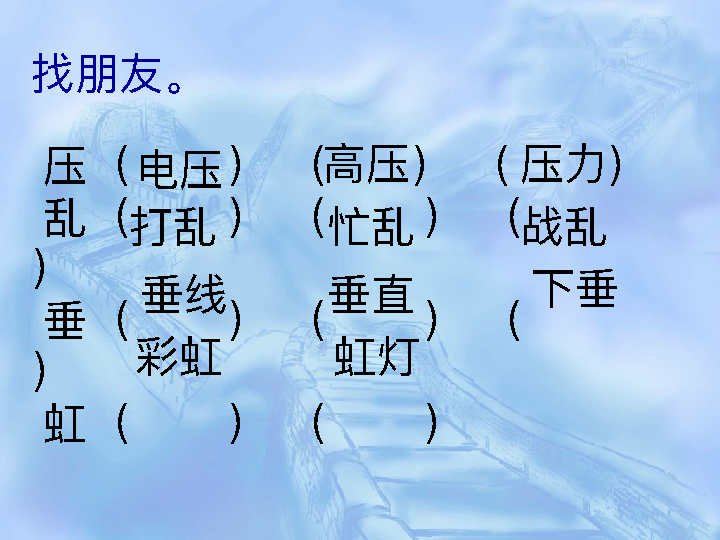 找朋友。
压 ( 电压 ) ( 高压 ) ( 压力 )
乱 ( 打乱 ) ( 忙乱 ) ( 战乱
)
垂 ( 垂线 ) ( 垂直 ) ( 下垂
)
彩虹 虹灯
虹 ( ) ( )